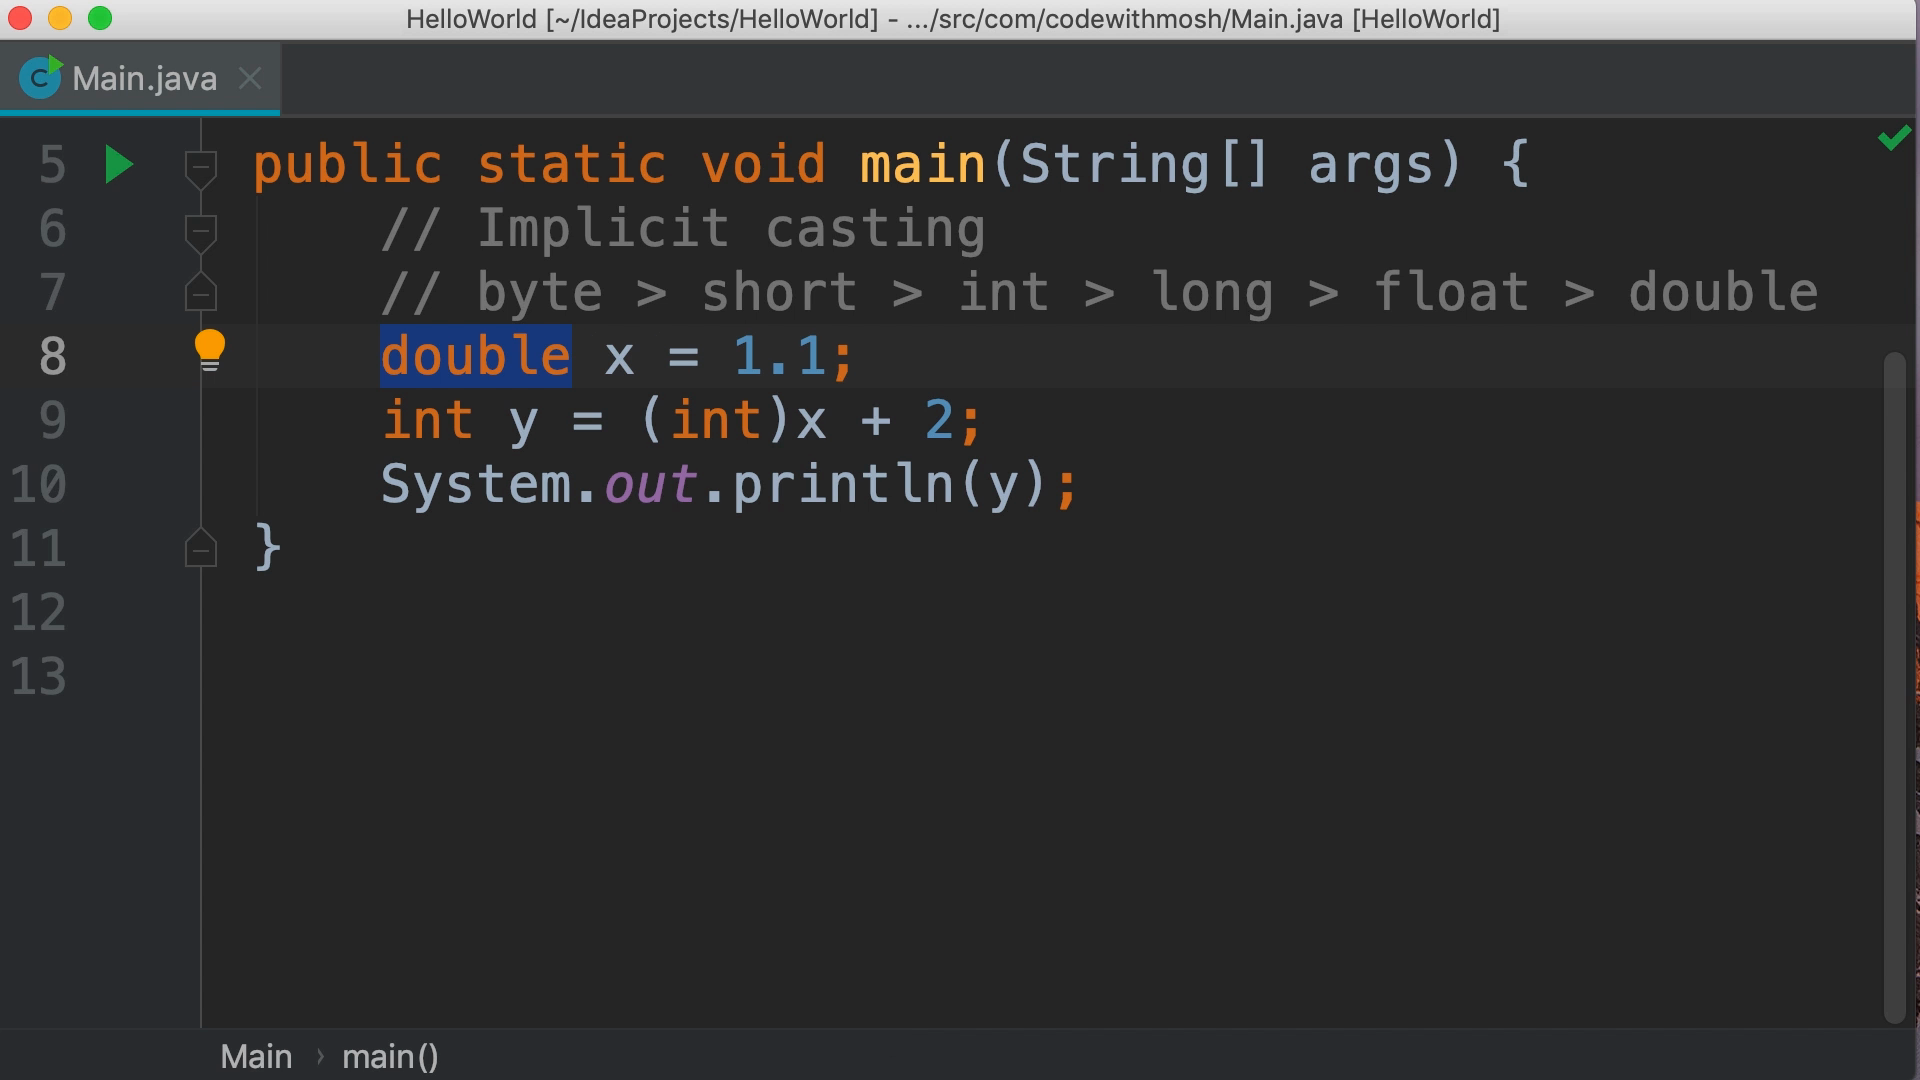 HelloWorld [~/IdeaProjects/HelloWorld] - .../src/com/codewithmosh/Main.java [HelloWorld]
C Main.java
5 public static void main(String[] args) {
6 // Implicit casting
7 // byte > short > int > long > float > double
8 double x = 1.1;
9 int y = (int)x + 2;
10 System.out.println(y);
11 }
12
13
Main › main()